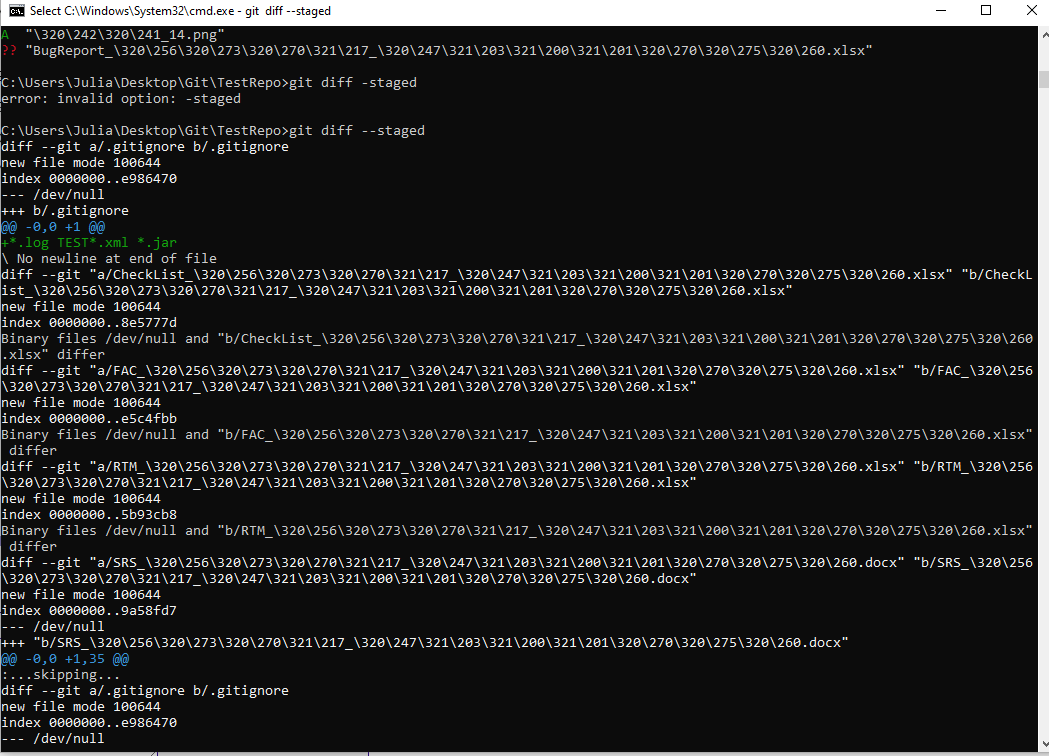 Select C:\Windows\System32\cmd.exe - git diff --staged
A  "\320\242\320\241_14.png"
?? "BugReport_\320\256\320\273\320\270\321\217_\320\247\321\203\321\200\321\201\320\270\320\275\320\260.xlsx"
C:\Users\Julia\Desktop\Git\TestRepo>git diff -staged
error: invalid option: -staged
C:\Users\Julia\Desktop\Git\TestRepo>git diff --staged
diff --git a/.gitignore b/.gitignore
new file mode 100644
index 0000000..e986470
--- /dev/null
+++ b/.gitignore
@@ -0,0 +1 @@
+*.log TEST*.xml *.jar
\ No newline at end of file
diff --git "a/CheckList_\320\256\320\273\320\270\321\217_\320\247\321\203\321\200\321\201\320\270\320\275\320\260.xlsx" "b/CheckL
ist_\320\256\320\273\320\270\321\217_\320\247\321\203\321\200\321\201\320\270\320\275\320\260.xlsx"
new file mode 100644
index 0000000..8e5777d
Binary files /dev/null and "b/CheckList_\320\256\320\273\320\270\321\217_\320\247\321\203\321\200\321\201\320\270\320\275\320\260
.xlsx" differ
diff --git "a/FAC_\320\256\320\273\320\270\321\217_\320\247\321\203\321\200\321\201\320\270\320\275\320\260.xlsx" "b/FAC_\320\256
\320\273\320\270\321\217_\320\247\321\203\321\200\321\201\320\270\320\275\320\260.xlsx"
new file mode 100644
index 0000000..e5c4fbb
Binary files /dev/null and "b/FAC_\320\256\320\273\320\270\321\217_\320\247\321\203\321\200\321\201\320\270\320\275\320\260.xlsx"
 differ
diff --git "a/RTM_\320\256\320\273\320\270\321\217_\320\247\321\203\321\200\321\201\320\270\320\275\320\260.xlsx" "b/RTM_\320\256
\320\273\320\270\321\217_\320\247\321\203\321\200\321\201\320\270\320\275\320\260.xlsx"
new file mode 100644
index 0000000..5b93cb8
Binary files /dev/null and "b/RTM_\320\256\320\273\320\270\321\217_\320\247\321\203\321\200\321\201\320\270\320\275\320\260.xlsx"
 differ
diff --git "a/SRS_\320\256\320\273\320\270\321\217_\320\247\321\203\321\200\321\201\320\270\320\275\320\260.docx" "b/SRS_\320\256
\320\273\320\270\321\217_\320\247\321\203\321\200\321\201\320\270\320\275\320\260.docx"
new file mode 100644
index 0000000..9a58fd7
--- /dev/null
+++ "b/SRS_\320\256\320\273\320\270\321\217_\320\247\321\203\321\200\321\201\320\270\320\275\320\260.docx"
@@ -0,0 +1,35 @@
:...skipping...
diff --git a/.gitignore b/.gitignore
new file mode 100644
index 0000000..e986470
--- /dev/null